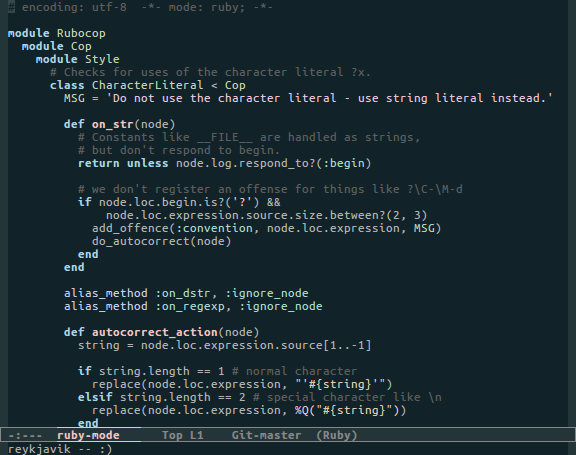 # encoding: utf-8  -*- mode: ruby; -*-

module Rubocop
  module Cop
    module Style
      # Checks for uses of the character literal ?x.
      class CharacterLiteral < Cop
        MSG = 'Do not use the character literal - use string literal instead.'

        def on_str(node)
          # Constants like __FILE__ are handled as strings,
          # but don't respond to begin.
          return unless node.log.respond_to?(:begin)

          # we don't register an offense for things like ?\C-\M-d
          if node.loc.begin.is?('?') &&
              node.loc.expression.source.size.between?(2, 3)
            add_offence(:convention, node.loc.expression, MSG)
            do_autocorrect(node)
          end
        end

        alias_method :on_dstr, :ignore_node
        alias_method :on_regexp, :ignore_node

        def autocorrect_action(node)
          string = node.loc.expression.source[1..-1]

          if string.length == 1 # normal character
            replace(node.loc.expression, "'#{string}'")
          elsif string.length == 2 # special character like \n
            replace(node.loc.expression, %Q("#{string}"))
          end
-:---  ruby-mode      Top L1    Git-master  (Ruby)
reykjavik -- :)